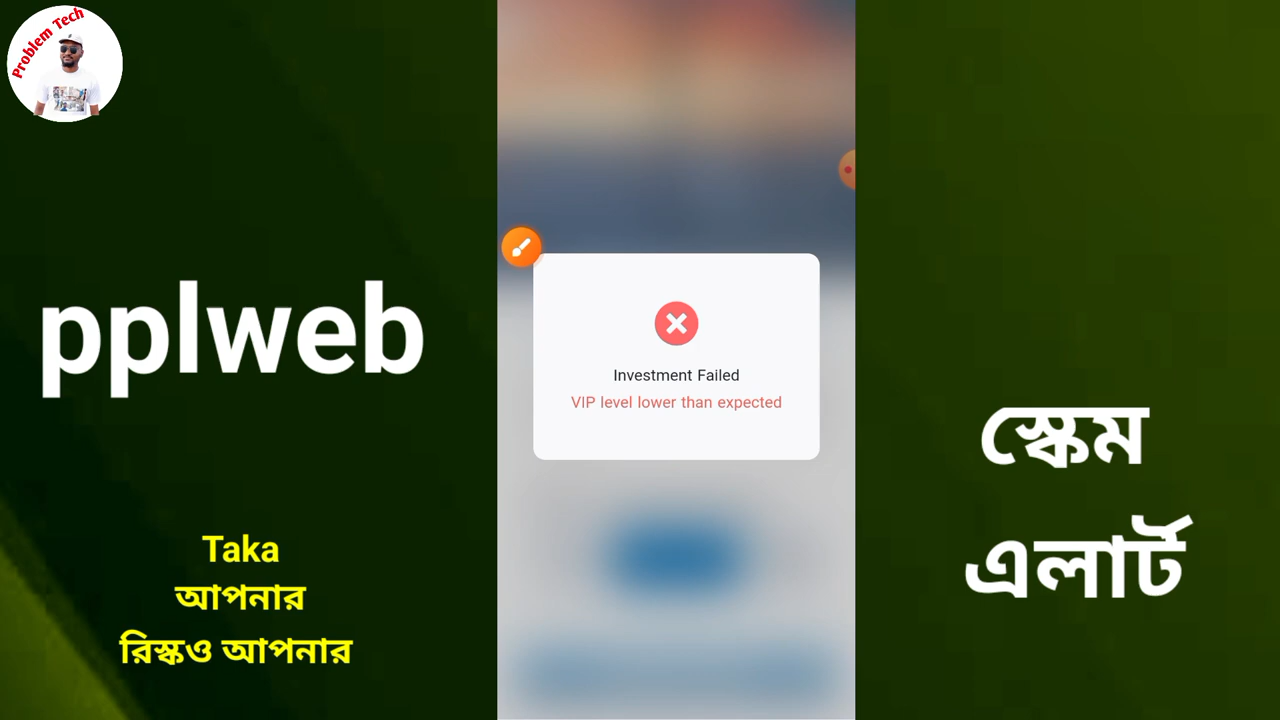 Problem Tech
pplweb
Taka
আপনার
রিস্কও আপনার
Investment Failed
VIP level lower than expected
স্কেম
এলার্ট